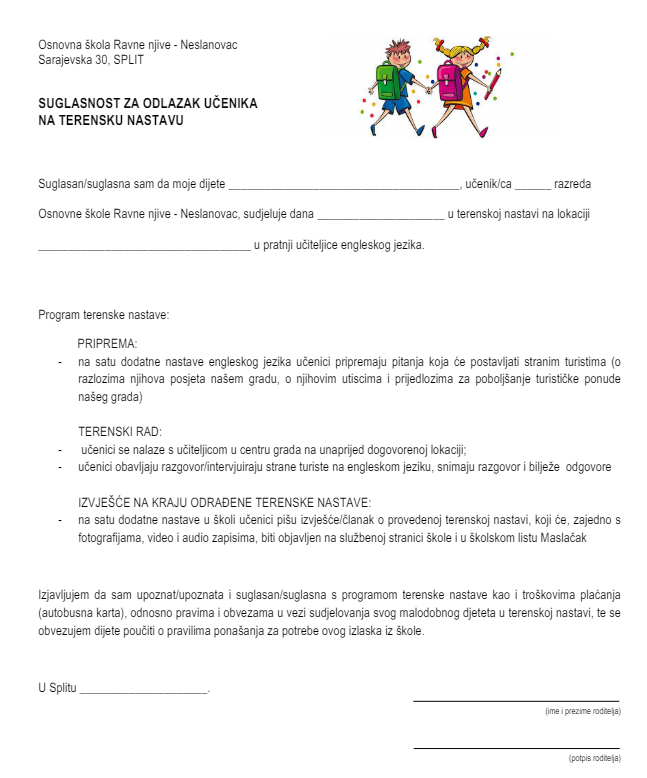 Osnovna škola Ravne njive - Neslanovac
Sarajevska 30, SPLIT
SUGLASNOST ZA ODLAZAK UČENIKA
NA TERENSKU NASTAVU
Suglasan/suglasna sam da moje dijete ______________________________________, učenik/ca ______ razreda
Osnovne škole Ravne njive - Neslanovac, sudjeluje dana _____________________ u terenskoj nastavi na lokaciji
___________________________________ u pratnji učiteljice engleskog jezika.
Program terenske nastave:
PRIPREMA:
- na satu dodatne nastave engleskog jezika učenici pripremaju pitanja koja će postavljati stranim turistima (o
razlozima njihova posjeta našem gradu, o njihovim utiscima i prijedlozima za poboljšanje turističke ponude
našeg grada)
TERENSKI RAD:
- učenici se nalaze s učiteljicom u centru grada na unaprijed dogovorenoj lokaciji;
- učenici obavljaju razgovor/intervjuiraju strane turiste na engleskom jeziku, snimaju razgovor i bilježe odgovore
IZVJEŠĆE NA KRAJU ODRAĐENE TERENSKE NASTAVE:
- na satu dodatne nastave u školi učenici pišu izvješće/članak o provedenoj terenskoj nastavi, koji će, zajedno s
fotografijama, video i audio zapisima, biti objavljen na službenoj stranici škole i u školskom listu Maslačak
Izjavljujem da sam upoznat/upoznata i suglasan/suglasna s programom terenske nastave kao i troškovima plaćanja
(autobusna karta), odnosno pravima i obvezama u vezi sudjelovanja svog malodobnog djeteta u terenskoj nastavi, te se
obvezujem dijete poučiti o pravilima ponašanja za potrebe ovog izlaska iz škole.
U Splitu _____________________.
(ime i prezime roditelja)
(potpis roditelja)